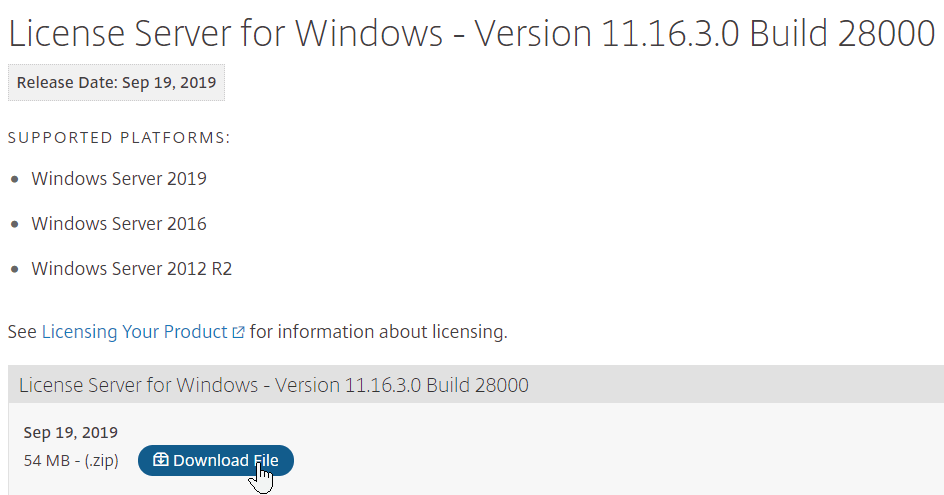 License Server for Windows - Version 11.16.3.0 Build 28000
Release Date: Sep 19, 2019
SUPPORTED PLATFORMS:
Windows Server 2019
Windows Server 2016
Windows Server 2012 R2
See Licensing Your Product for information about licensing.
License Server for Windows - Version 11.16.3.0 Build 28000
Sep 19, 2019
54 MB - (.zip) Download File